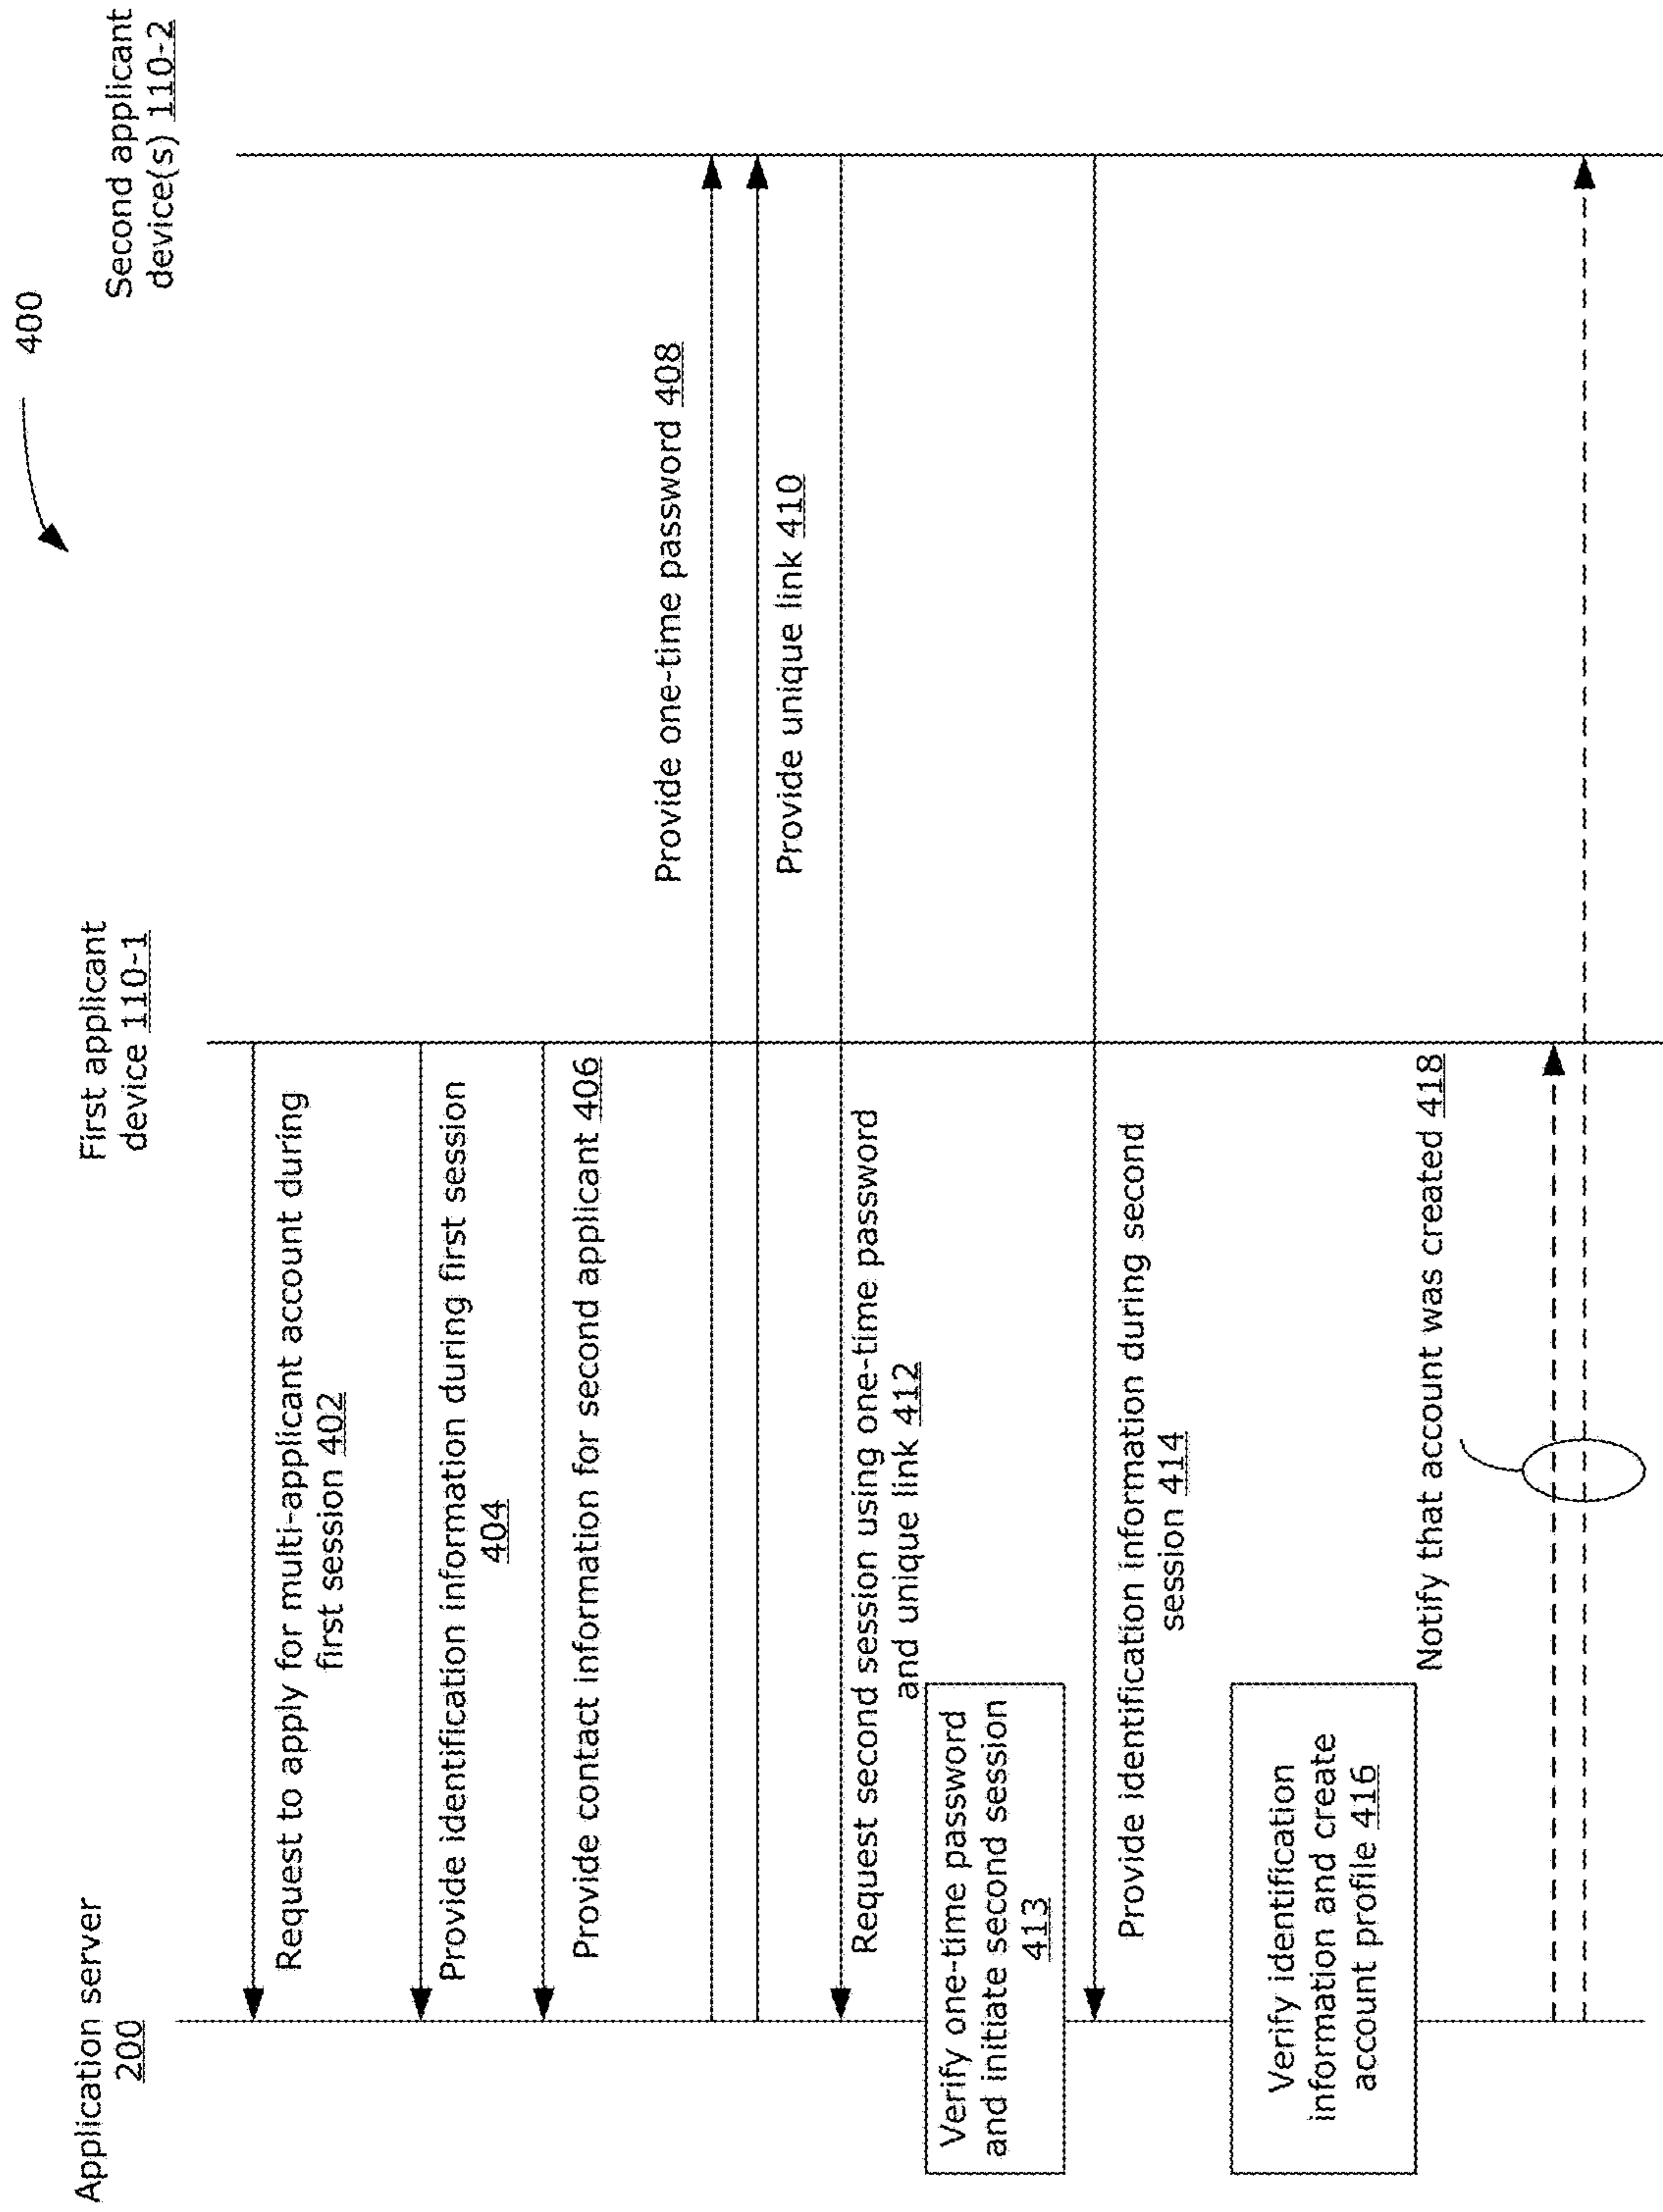 400
Application server
200
First applicant
device 110-1
Second applicant
device(s) 110-2
Request to apply for multi-applicant account during
first session 402
Provide identification information during first session
404
Provide contact information for second applicant 406
Provide one-time password 408
Provide unique link 410
Request second session using one-time password
and unique link 412
Verify one-time password
and initiate second session
413
Provide identification information during second
session 414
Verify identification
information and create
account profile 416
Notify that account was created 418